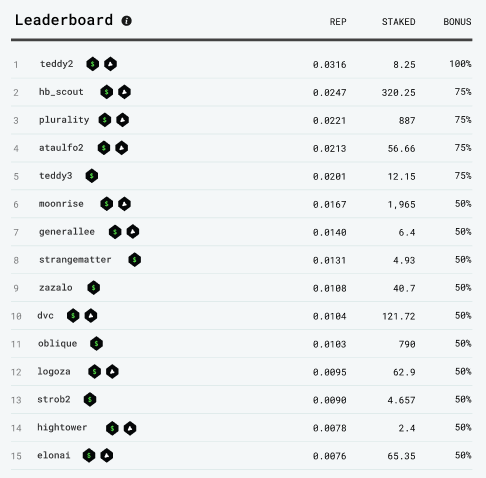 Leaderboard i REP STAKED BONUS
1 teddy2 $ 0.0316 8.25 100%
2 hb_scout $ 0.0247 320.25 75%
3 plurality $ 0.0221 887 75%
4 ataulfo2 $ 0.0213 56.66 75%
5 teddy3 $ 0.0201 12.15 75%
6 moonrise $ 0.0167 1,965 50%
7 generallee $ 0.0140 6.4 50%
8 strangematter $ 0.0131 4.93 50%
9 zazalo $ 0.0108 40.7 50%
10 dvc $ 0.0104 121.72 50%
11 oblique $ 0.0103 790 50%
12 logoza $ 0.0095 62.9 50%
13 strob2 $ 0.0090 4.657 50%
14 hightower $ 0.0078 2.4 50%
15 elonai $ 0.0076 65.35 50%